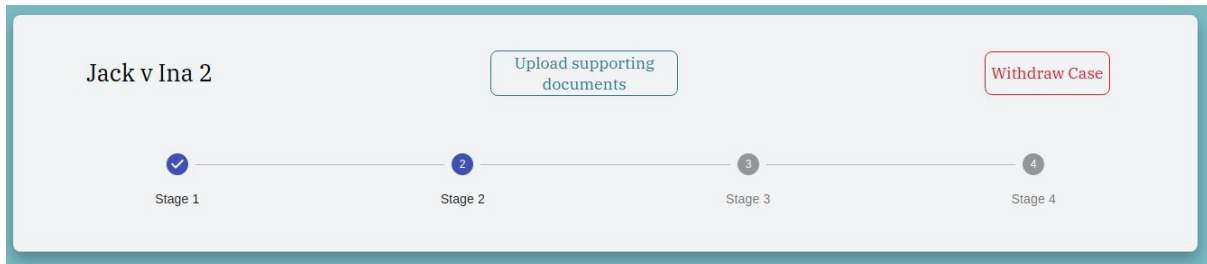 Jack v Ina 2
Upload supporting
documents
Withdraw Case
2
3
4
Stage 1
Stage 2
Stage 3
Stage 4